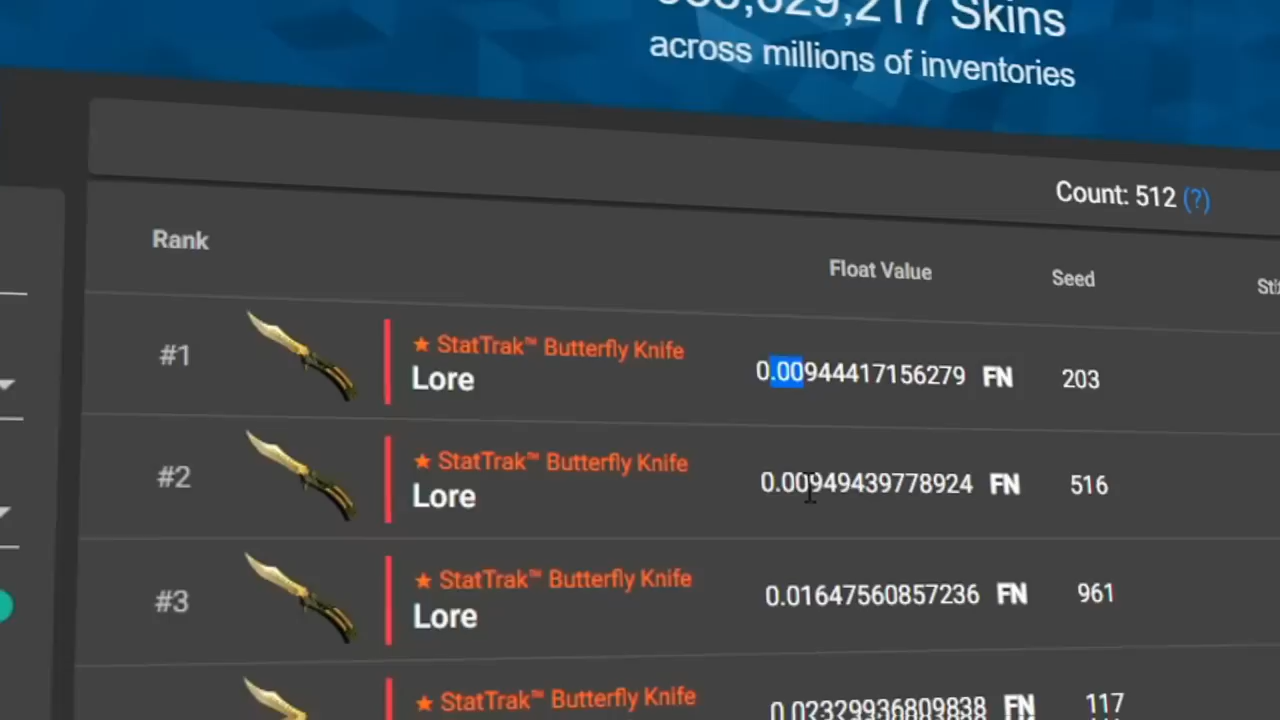 Skins
across millions of inventories
Count: 512 (?)
Rank Float Value Seed
#1 ★ StatTrak™ Butterfly Knife 0.00944417156279 FN 203
Lore
#2 ★ StatTrak™ Butterfly Knife 0.00949439778924 FN 516
Lore
#3 ★ StatTrak™ Butterfly Knife 0.01647560857236 FN 961
Lore
★ StatTrak™ Butterfly Knife 0.02329936809838 FN 117